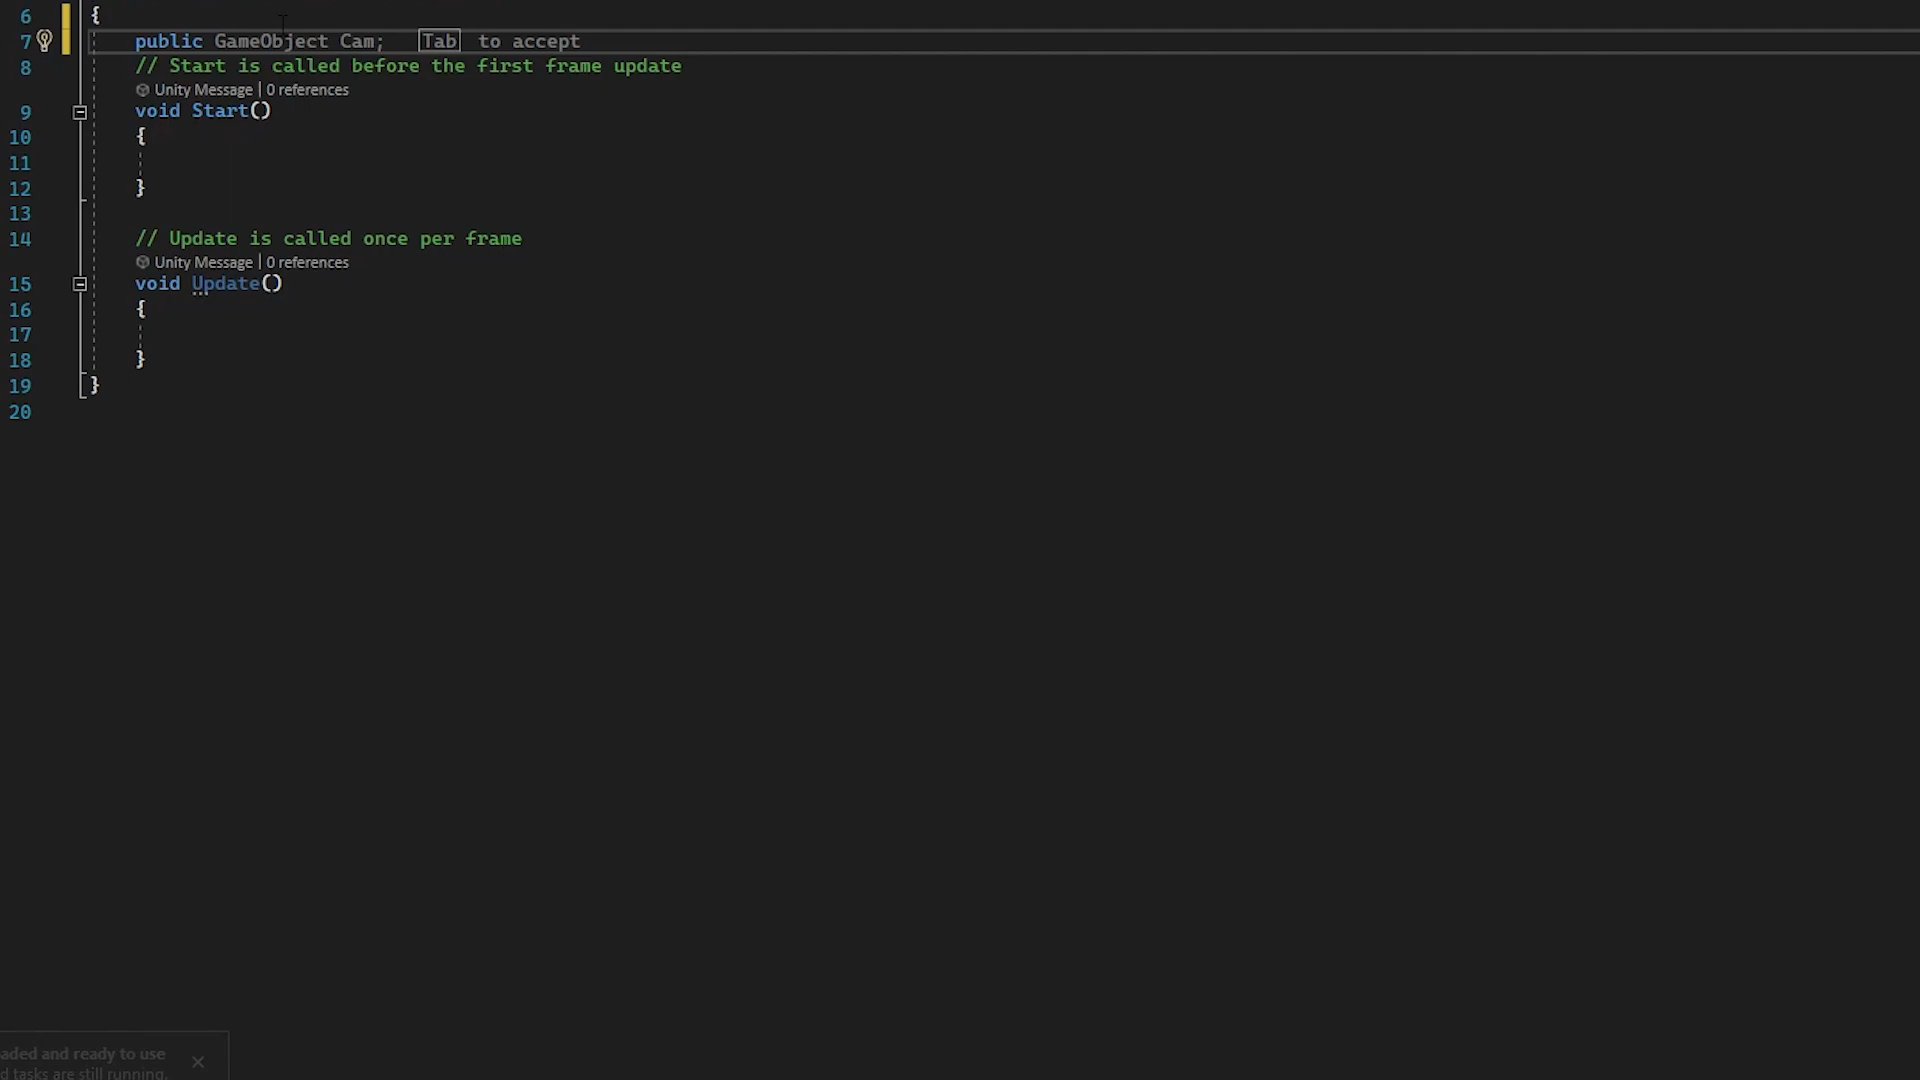 6 {
7 public GameObject Cam; Tab to accept
8 // Start is called before the first frame update
Unity Message | 0 references
9 void Start()
10 {
11
12 }
13
14 // Update is called once per frame
Unity Message | 0 references
15 void Update()
16 {
17
18 }
19 }
20
aded and ready to use
d tasks are still running.